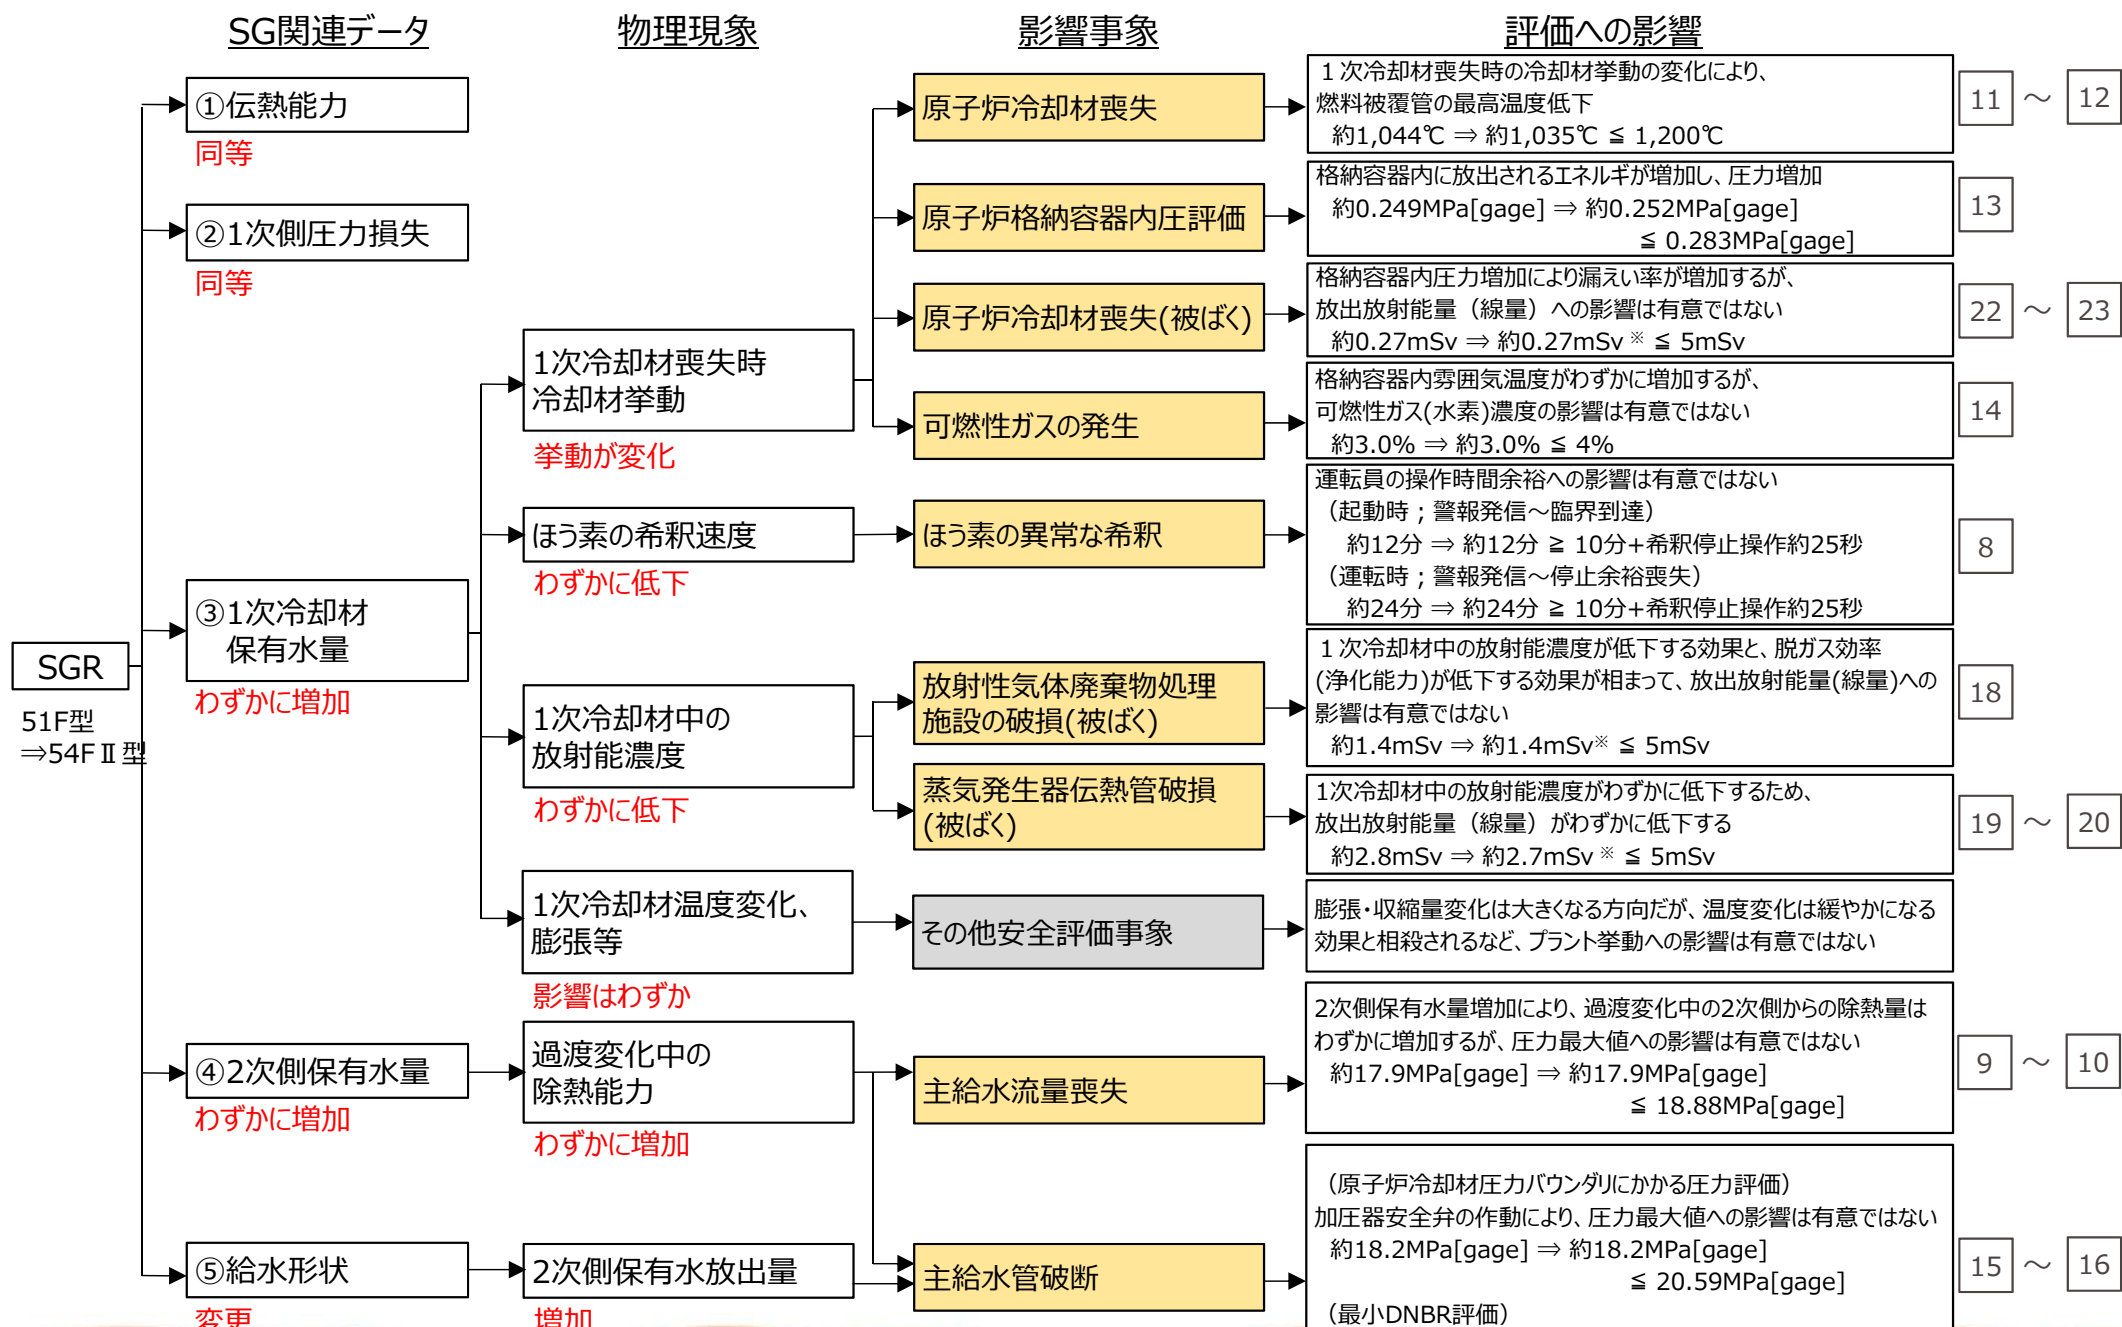 SG関連データ
物理現象
影響事象
評価への影響
SGR
51F型
⇒54FⅡ型
①伝熱能力
同等
②1次側圧力損失
同等
③1次冷却材
保有水量
わずかに増加
④2次側保有水量
わずかに増加
⑤給水形状
変更
1次冷却材喪失時
冷却材挙動
挙動が変化
ほう素の希釈速度
わずかに低下
1次冷却材中の
放射能濃度
わずかに低下
1次冷却材温度変化、
膨張等
影響はわずか
過渡変化中の
除熱能力
わずかに増加
2次側保有水放出量
増加
原子炉冷却材喪失
１次冷却材喪失時の冷却材挙動の変化により、
燃料被覆管の最高温度低下
約1,044℃ ⇒ 約1,035℃ ≦ 1,200℃
11 ～ 12
原子炉格納容器内圧評価
格納容器内に放出されるエネルギが増加し、圧力増加
約0.249MPa[gage] ⇒ 約0.252MPa[gage]
≦ 0.283MPa[gage]
13
原子炉冷却材喪失(被ばく)
格納容器内圧力増加により漏えい率が増加するが、
放出放射能量（線量）への影響は有意ではない
約0.27mSv ⇒ 約0.27mSv ※ ≦ 5mSv
22 ～ 23
可燃性ガスの発生
格納容器内雰囲気温度がわずかに増加するが、
可燃性ガス(水素)濃度の影響は有意ではない
約3.0% ⇒ 約3.0% ≦ 4%
14
ほう素の異常な希釈
運転員の操作時間余裕への影響は有意ではない
（起動時；警報発信～臨界到達）
約12分 ⇒ 約12分 ≧ 10分+希釈停止操作約25秒
（運転時；警報発信～停止余裕喪失）
約24分 ⇒ 約24分 ≧ 10分+希釈停止操作約25秒
8
放射性気体廃棄物処理
施設の破損(被ばく)
１次冷却材中の放射能濃度が低下する効果と、脱ガス効率
(浄化能力)が低下する効果が相まって、放出放射能量(線量)への
影響は有意ではない
約1.4mSv ⇒ 約1.4mSv※ ≦ 5mSv
18
蒸気発生器伝熱管破損
(被ばく)
1次冷却材中の放射能濃度がわずかに低下するため、
放出放射能量（線量）がわずかに低下する
約2.8mSv ⇒ 約2.7mSv ※ ≦ 5mSv
19 ～ 20
その他安全評価事象
膨張・収縮量変化は大きくなる方向だが、温度変化は緩やかになる
効果と相殺されるなど、プラント挙動への影響は有意ではない
主給水流量喪失
2次側保有水量増加により、過渡変化中の2次側からの除熱量は
わずかに増加するが、圧力最大値への影響は有意ではない
約17.9MPa[gage] ⇒ 約17.9MPa[gage]
≦ 18.88MPa[gage]
9 ～ 10
主給水管破断
（原子炉冷却材圧力バウンダリにかかる圧力評価）
加圧器安全弁の作動により、圧力最大値への影響は有意ではない
約18.2MPa[gage] ⇒ 約18.2MPa[gage]
≦ 20.59MPa[gage]
（最小DNBR評価）
15 ～ 16